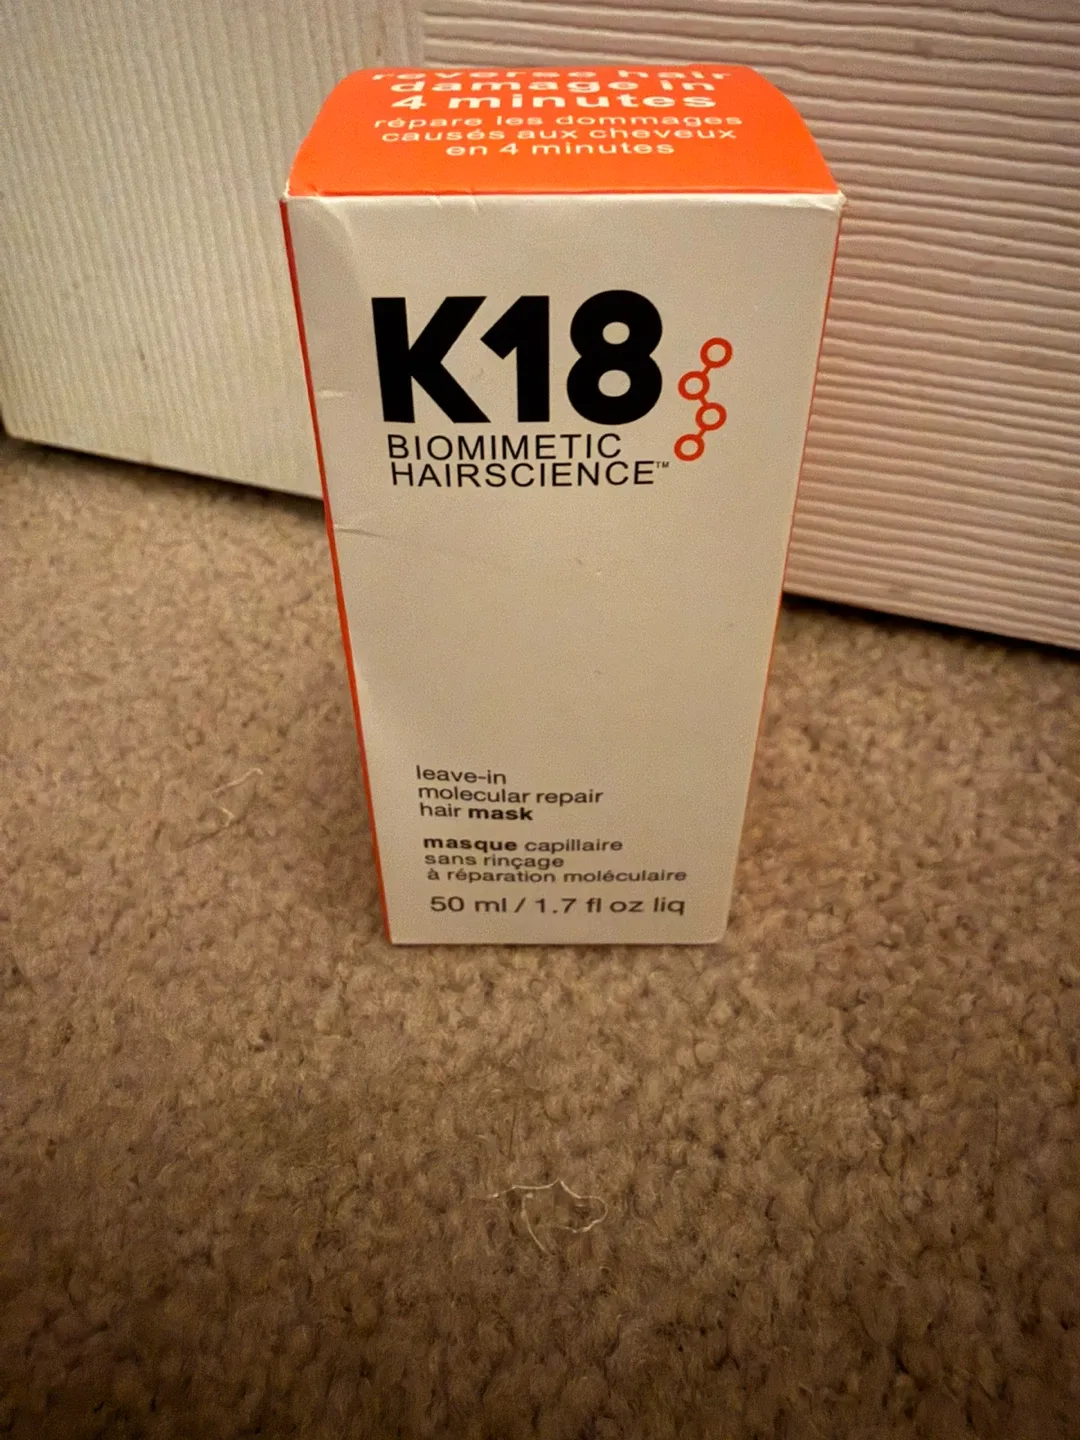 reverse hair
damage in
4 minutes
répare les dommages
causés aux cheveux
en 4 minutes
K18
BIOMIMETIC
HAIRSCIENCE™
leave-in
molecular repair
hair mask
masque capillaire
sans rinçage
à réparation moléculaire
50 ml / 1.7 fl oz liq